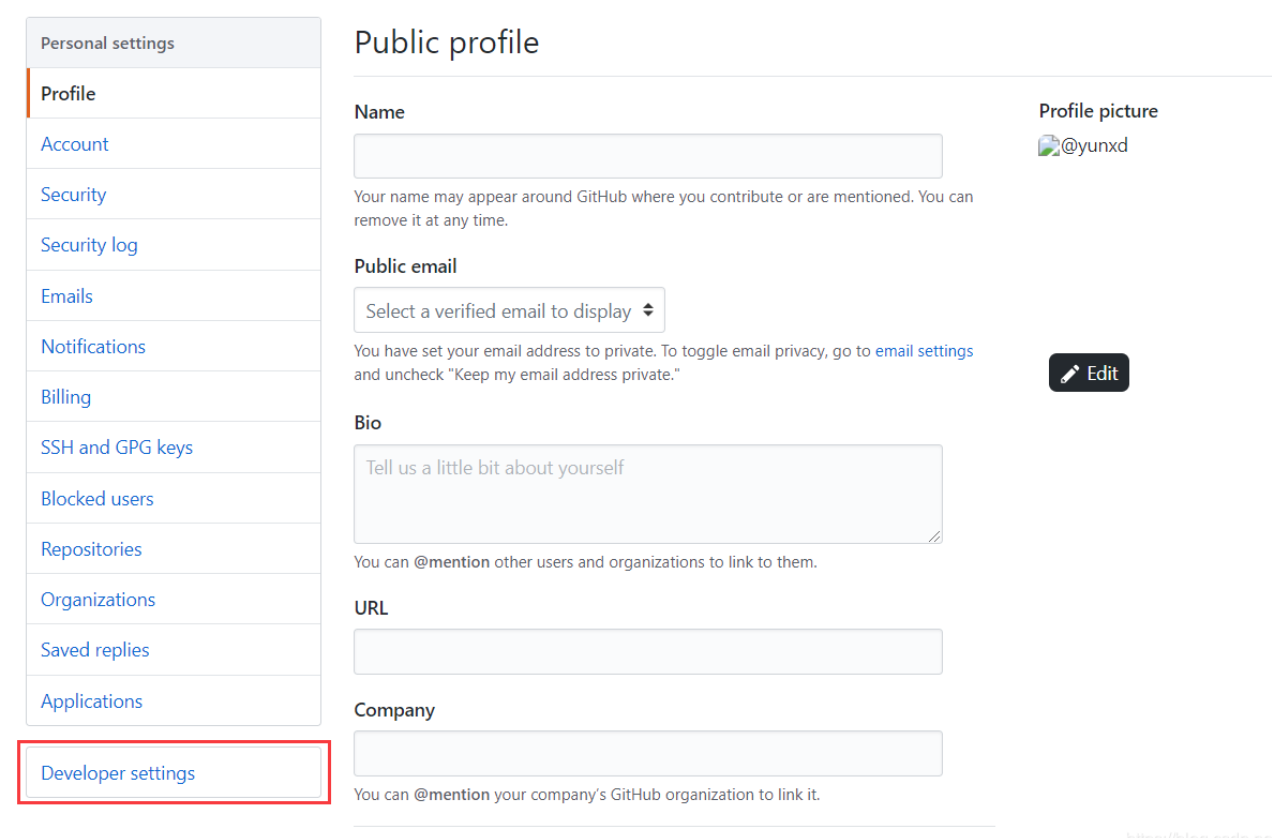 Personal settings
Profile
Account
Security
Security log
Emails
Notifications
Billing
SSH and GPG keys
Blocked users
Repositories
Organizations
Saved replies
Applications
Developer settings
Public profile
Name
Your name may appear around GitHub where you contribute or are mentioned. You can
remove it at any time.
Public email
Select a verified email to display
You have set your email address to private. To toggle email privacy, go to email settings
and uncheck "Keep my email address private."
Bio
Tell us a little bit about yourself
You can @mention other users and organizations to link to them.
URL
Company
You can @mention your company's GitHub organization to link it.
Profile picture
@yunxd
Edit